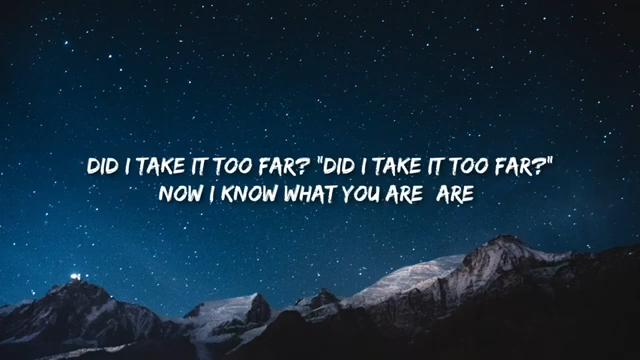 DID I TAKE IT TOO FAR? "DID I TAKE IT TOO FAR?"
NOW I KNOW WHAT YOU ARE ARE